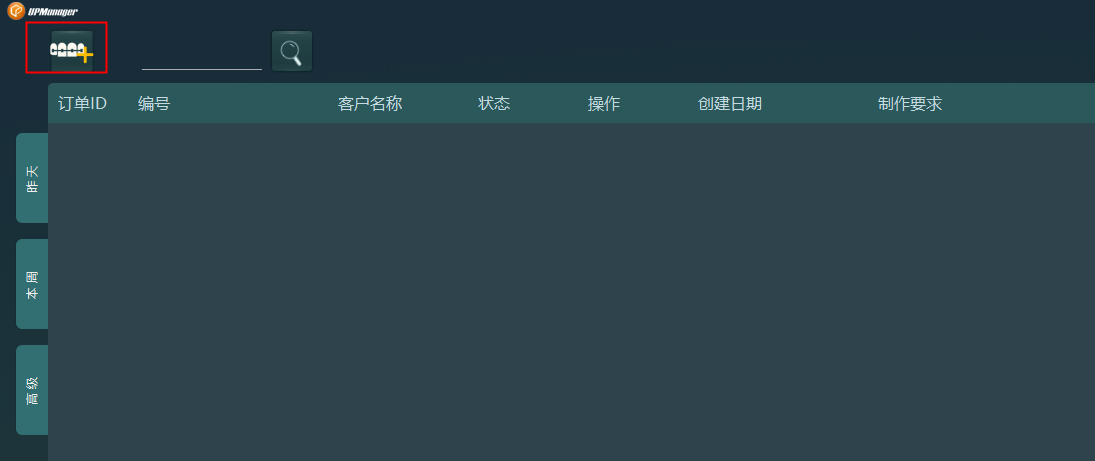 UPManager
订单ID 编号 客户名称 状态 操作 创建日期 制作要求
昨天
本周
高级